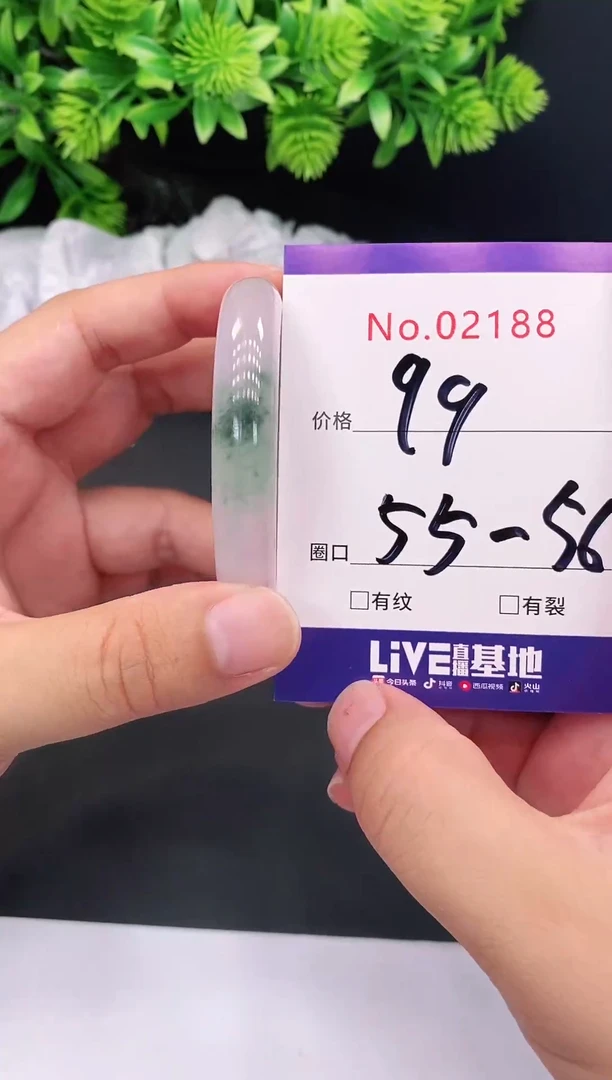 No.02188
价格 99
圈口 55-56
□有纹 □有裂
LiVE直播基地
今日头条 抖音 西瓜视频 火山